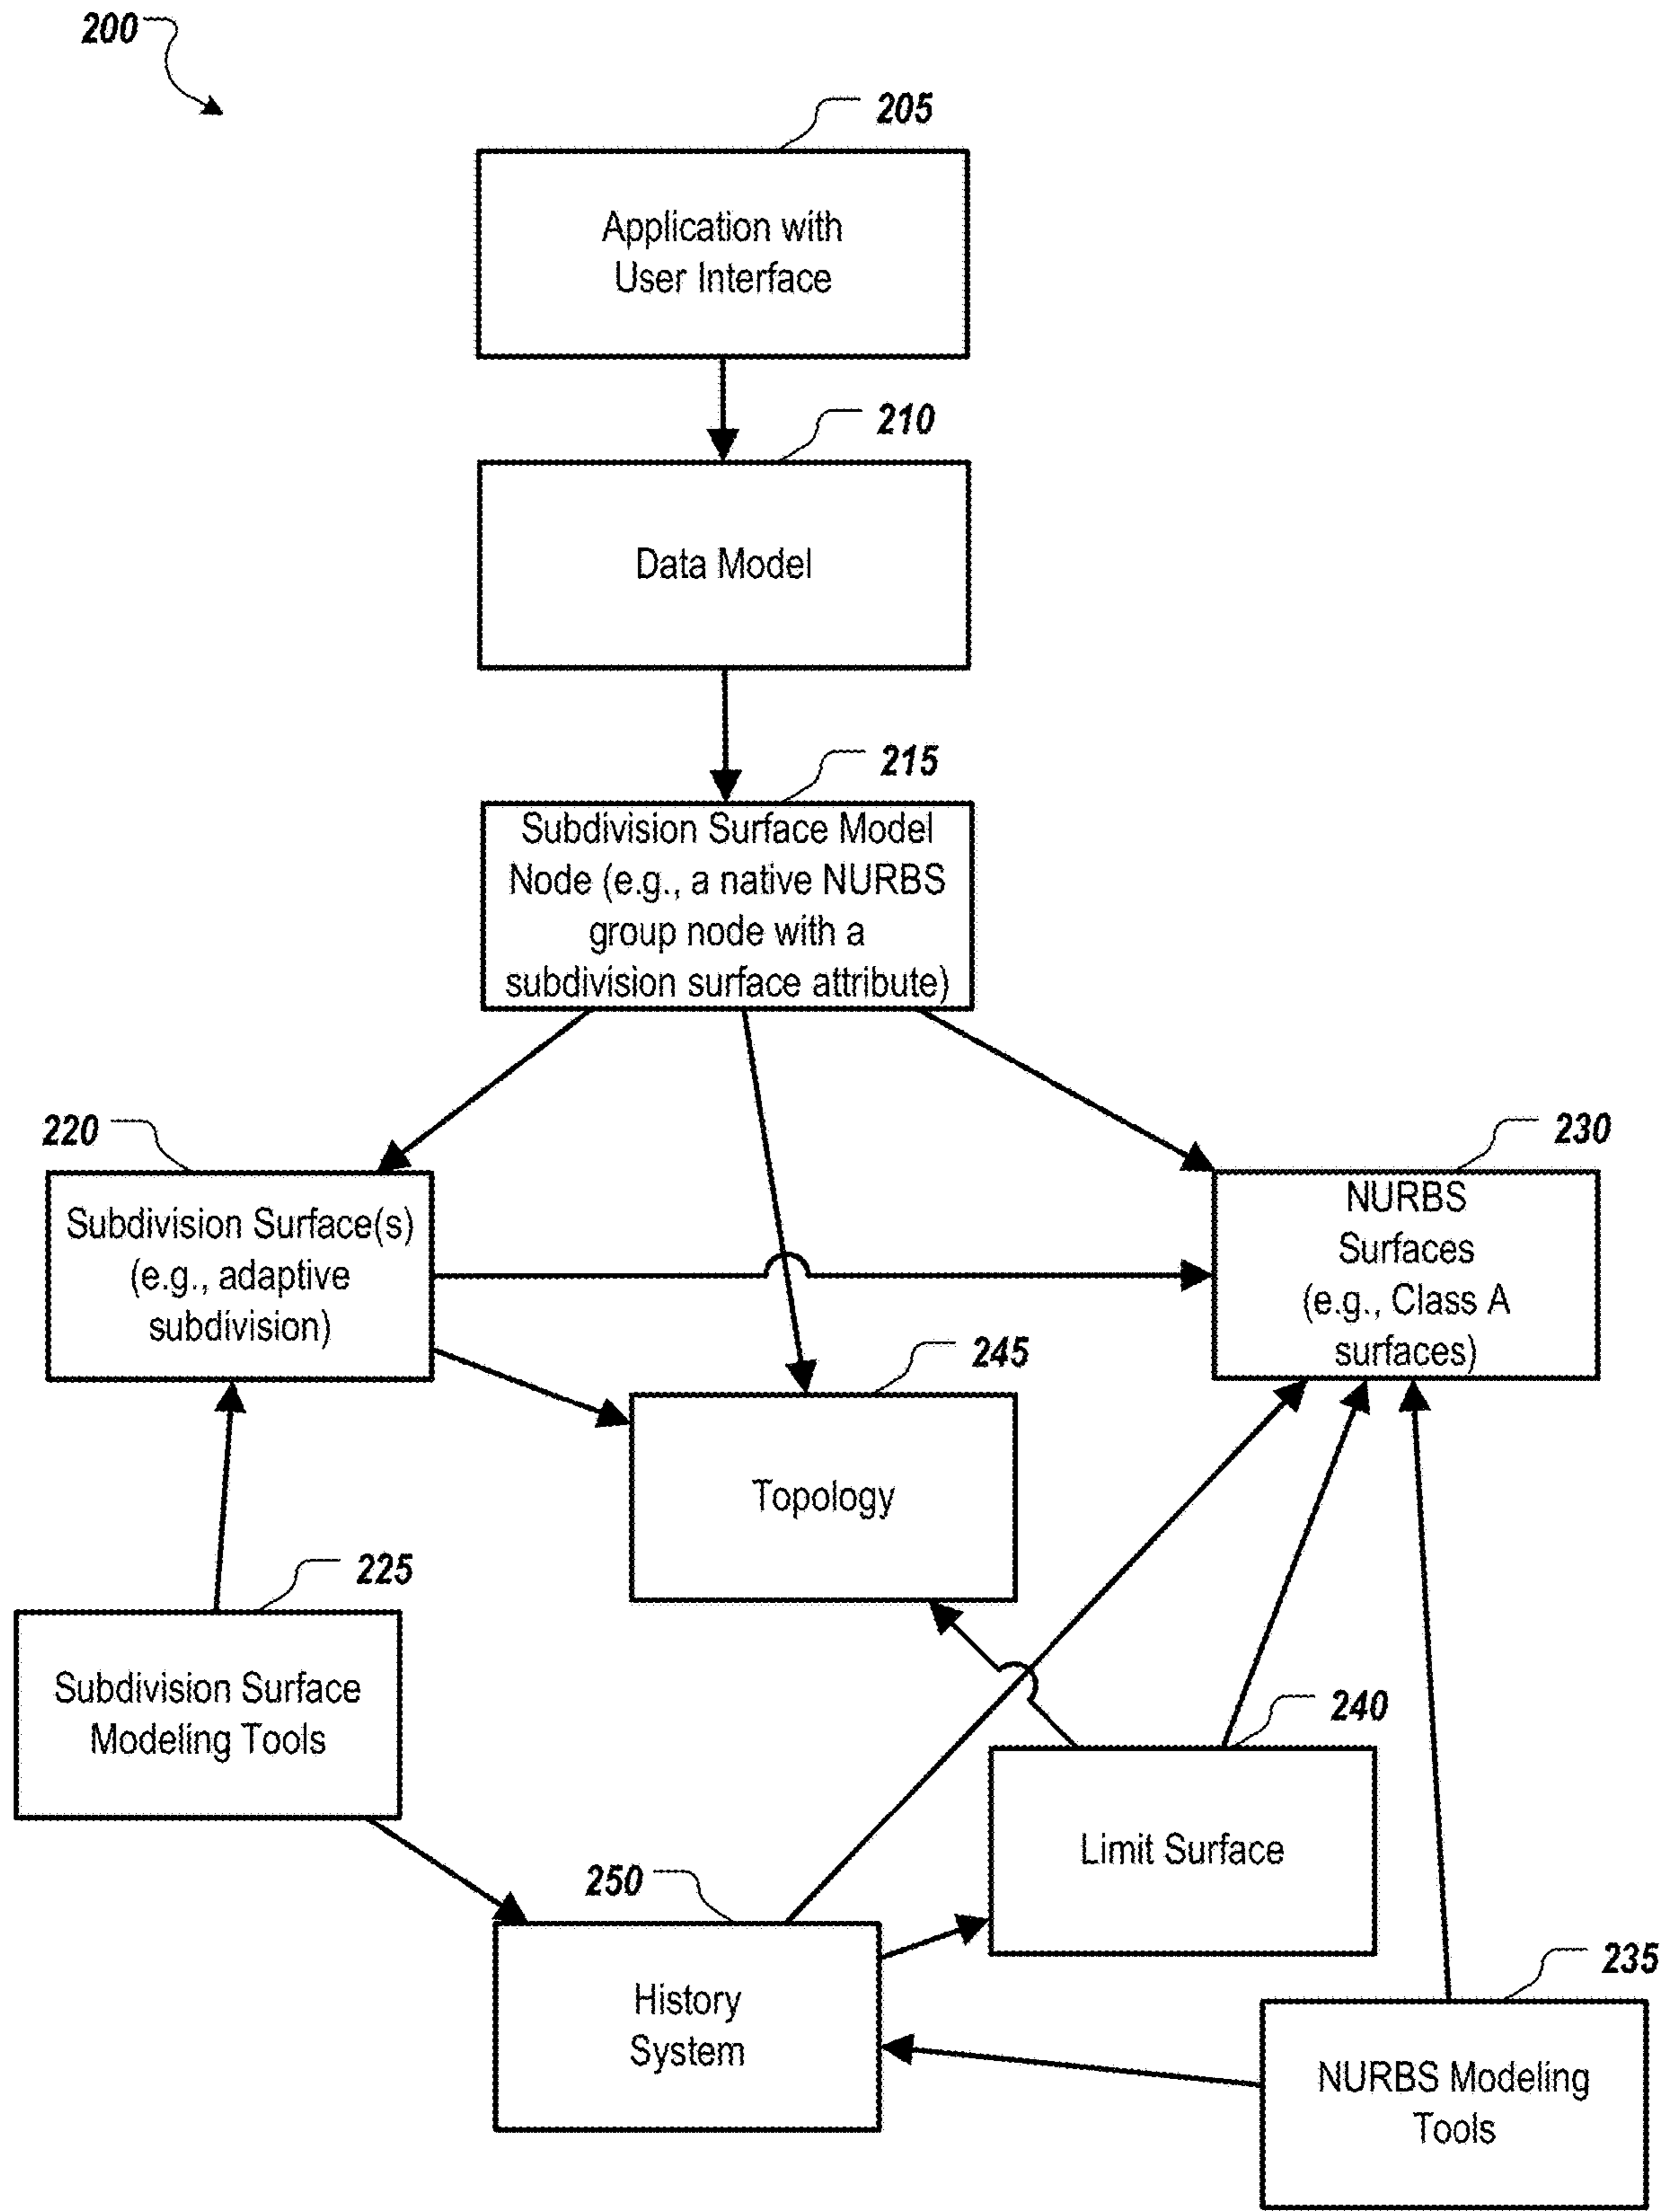 200
205
Application with
User Interface
210
Data Model
215
Subdivision Surface Model
Node (e.g., a native NURBS
group node with a
subdivision surface attribute)
220
Subdivision Surface(s)
(e.g., adaptive
subdivision)
230
NURBS
Surfaces
(e.g., Class A
surfaces)
245
Topology
225
Subdivision Surface
Modeling Tools
240
Limit Surface
250
History
System
235
NURBS Modeling
Tools